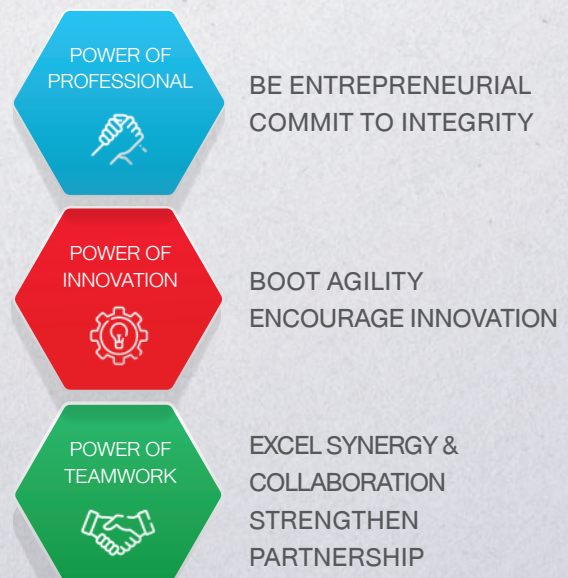 POWER OF
PROFESSIONAL
BE ENTREPRENEURIAL
COMMIT TO INTEGRITY
POWER OF
INNOVATION
BOOT AGILITY
ENCOURAGE INNOVATION
POWER OF
TEAMWORK
EXCEL SYNERGY &
COLLABORATION
STRENGTHEN
PARTNERSHIP